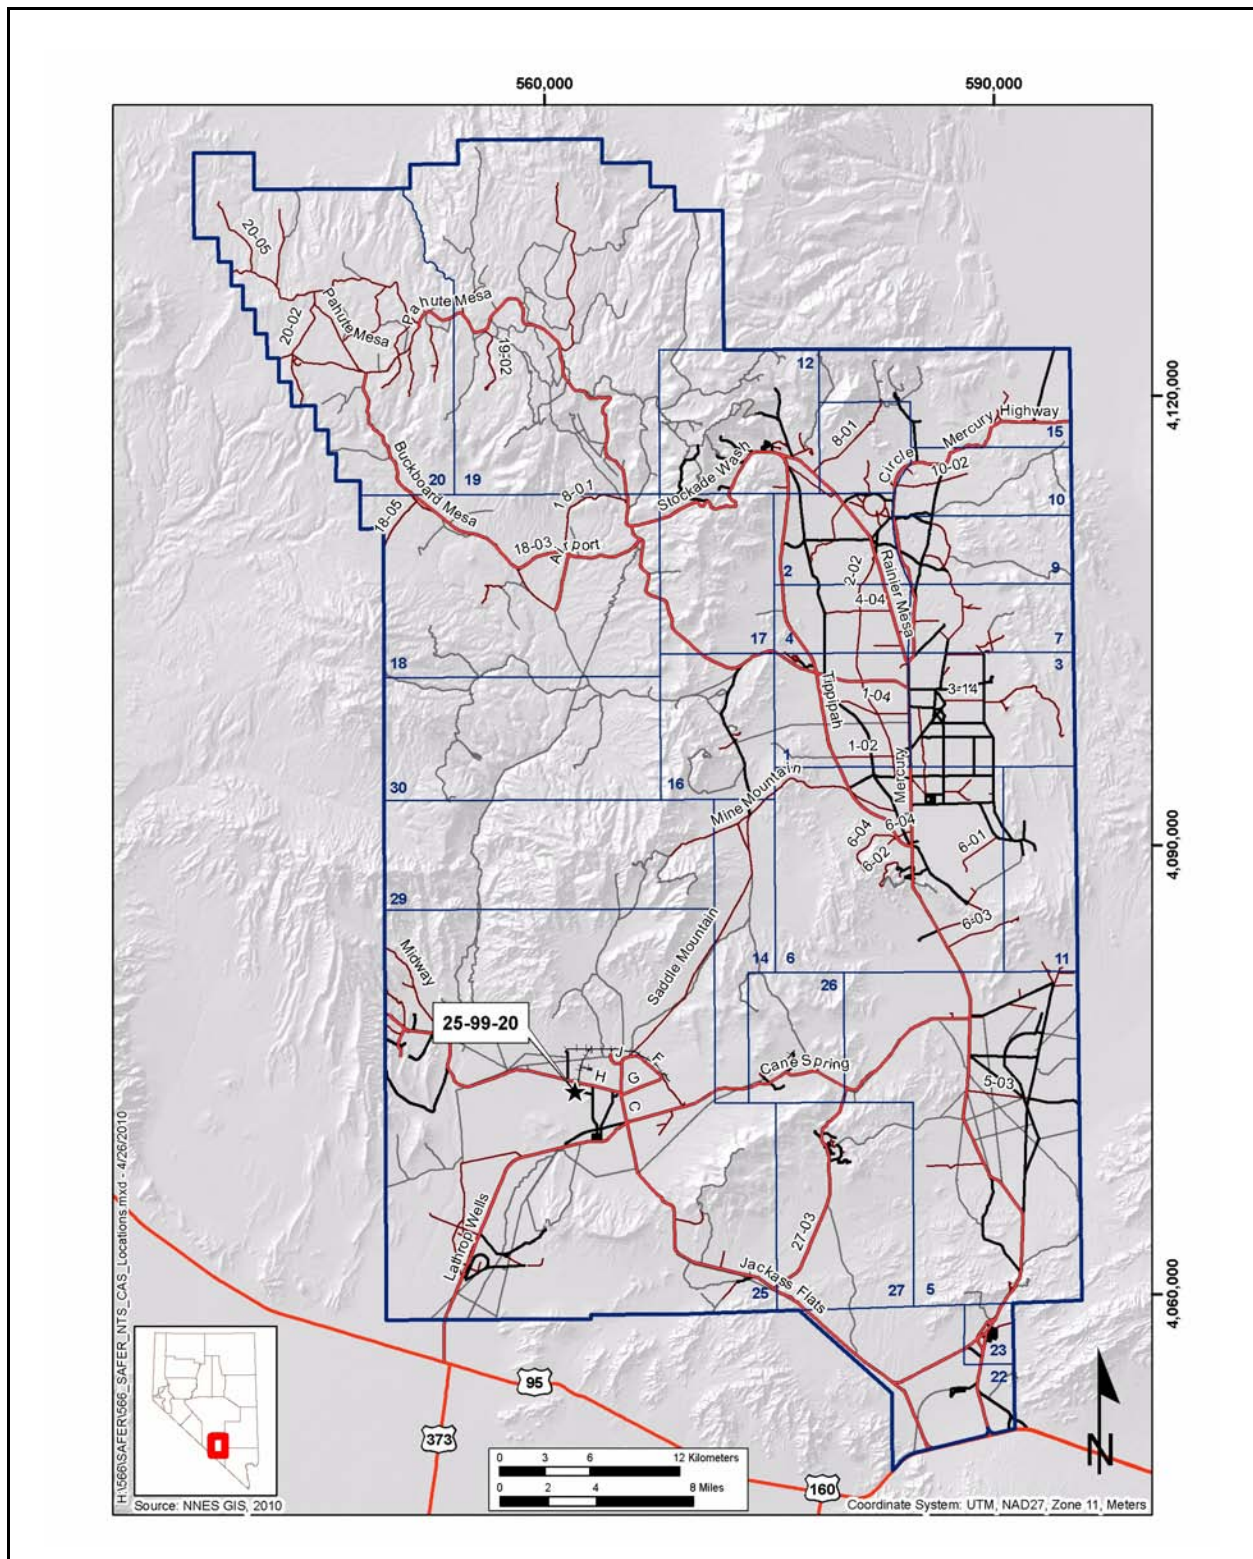 560,000
590,000
4,120,000
4,090,000
4,060,000
20-05
20-02
Pahute Mesa
Pahute Mesa
19-02
12
8-01
Circle
Mercury Highway
15
10-02
10
Stockade Wash
Buckboard Mesa
20
19
18-01
18-05
18-03
Airport
2
2-02
Rainier Mesa
9
4-04
17
4
7
3
18
Tippipah
1-04
3-14
1-02
1
Mercury
30
16
Mine Mountain
6-04
6-04
6-02
6-01
29
6-03
Midway
Saddle Mountain
14
6
26
11
25-99-20
J
F
H
G
C
Cane Spring
5-03
Lathrop Wells
27-03
Jackass Flats
25
27
5
23
22
95
373
160
N
0 3 6 12 Kilometers
0 2 4 8 Miles
H:\566\SAFER\566_SAFER_NTS_CAS_Locations.mxd - 4/26/2010
Source: NNES GIS, 2010
Coordinate System: UTM, NAD27, Zone 11, Meters